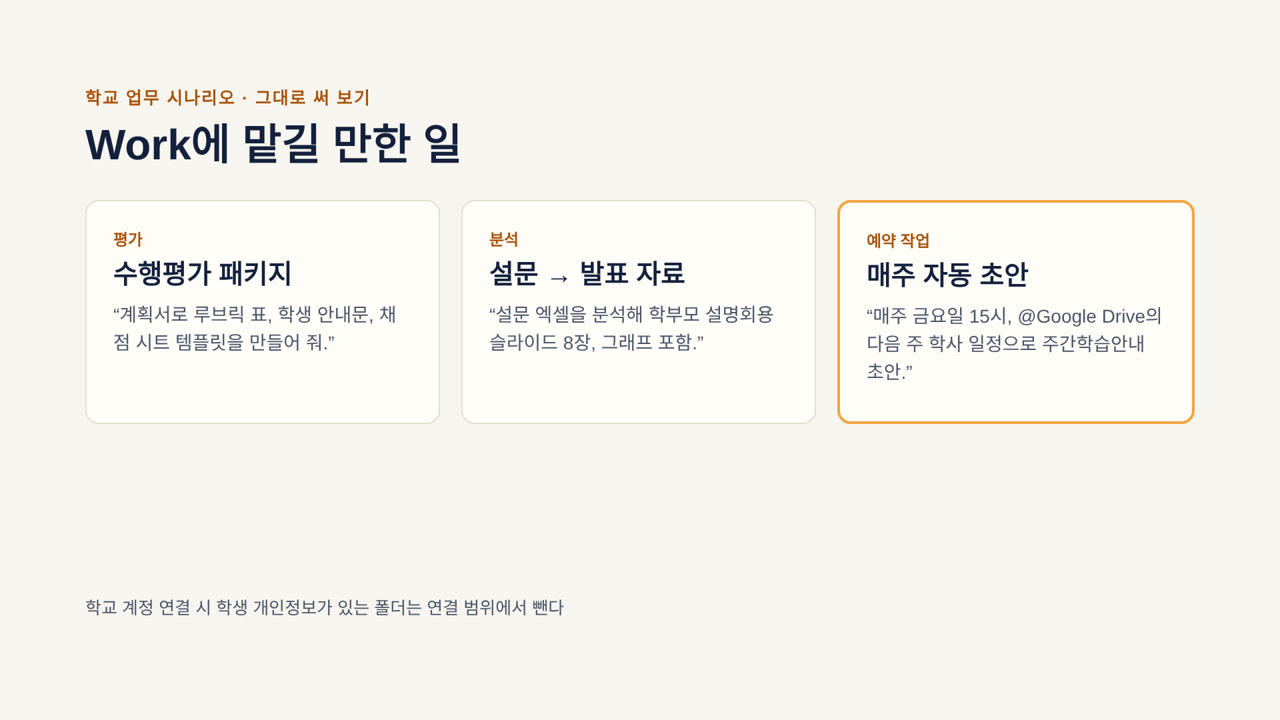 학교 업무 시나리오 · 그대로 써 보기
Work에 맡길 만한 일
평가
수행평가 패키지
“계획서로 루브릭 표, 학생 안내문, 채
점 시트 템플릿을 만들어 줘.”
분석
설문 → 발표 자료
“설문 엑셀을 분석해 학부모 설명회용
슬라이드 8장, 그래프 포함.”
예약 작업
매주 자동 초안
“매주 금요일 15시, @Google Drive의
다음 주 학사 일정으로 주간학습안내
초안.”
학교 계정 연결 시 학생 개인정보가 있는 폴더는 연결 범위에서 뺀다